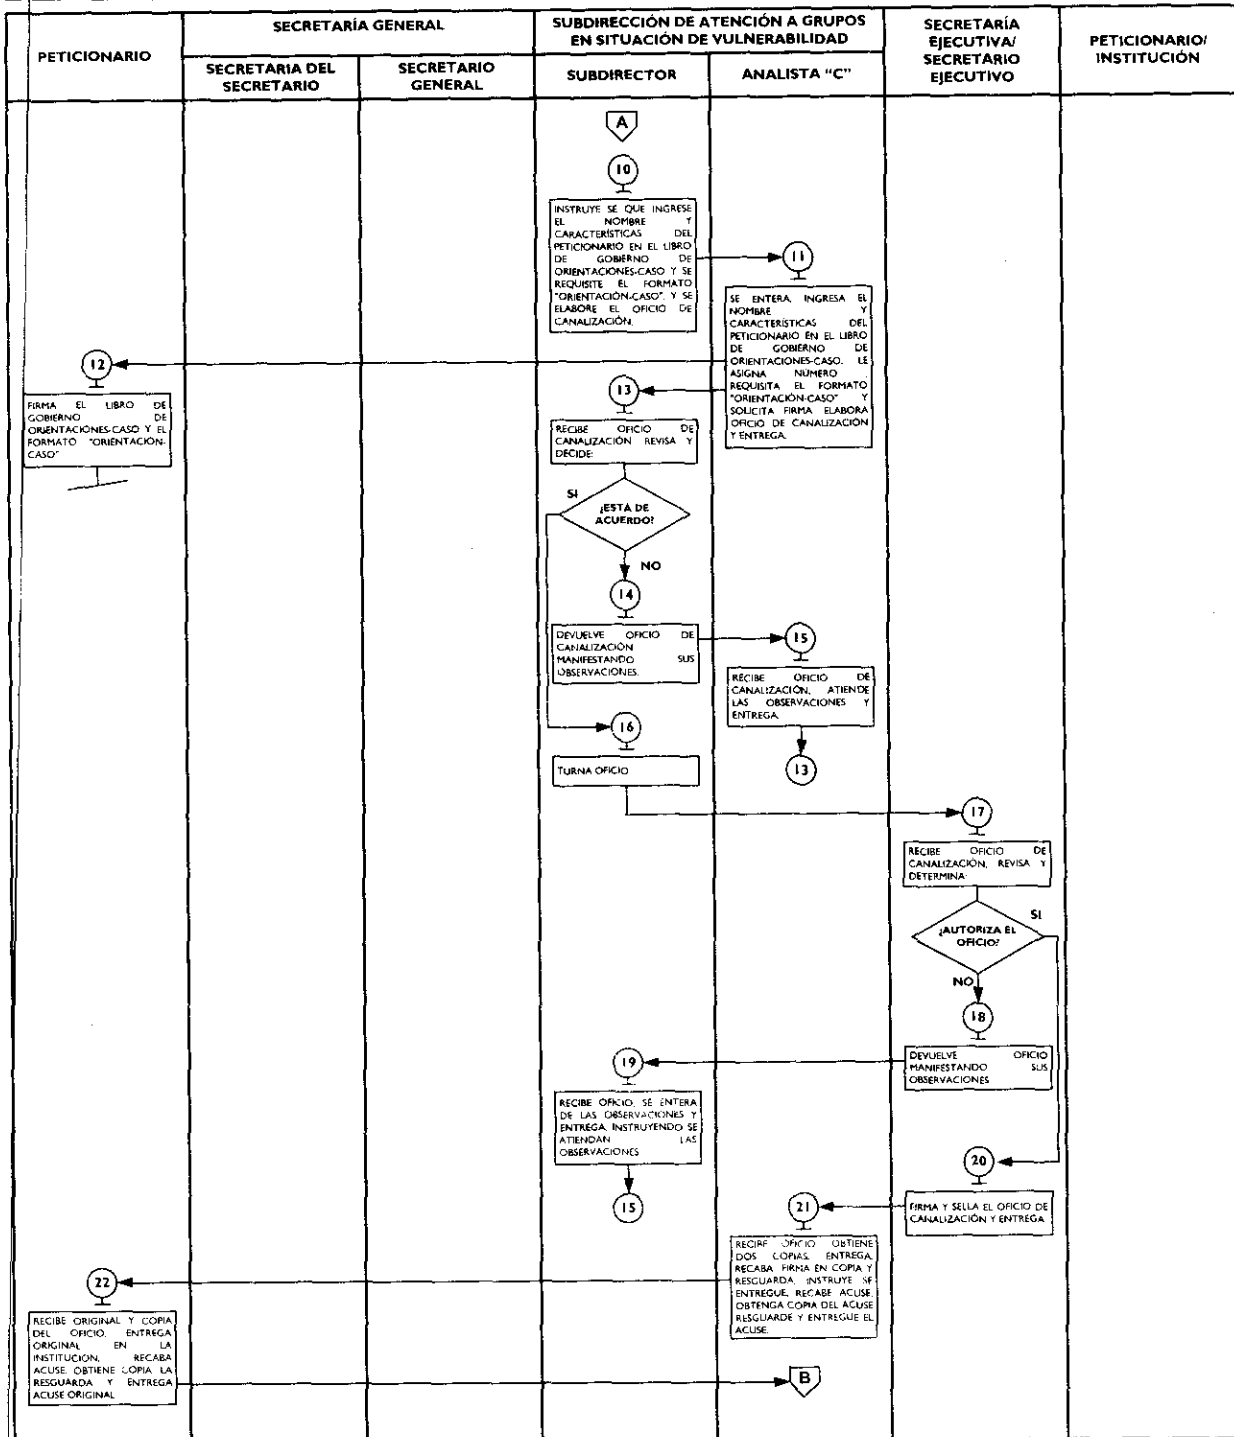 PETICIONARIO
SECRETARÍA GENERAL
SECRETARIA DEL
SECRETARIO
SECRETARIO
GENERAL
SUBDIRECCIÓN DE ATENCIÓN A GRUPOS
EN SITUACIÓN DE VULNERABILIDAD
SUBDIRECTOR
ANALISTA "C"
SECRETARÍA
EJECUTIVA/
SECRETARIO
EJECUTIVO
PETICIONARIO/
INSTITUCIÓN
A
10
INSTRUYE SE QUE INGRESE
EL NOMBRE Y
CARACTERÍSTICAS DEL
PETICIONARIO EN EL LIBRO
DE GOBIERNO DE
ORIENTACIONES-CASO Y SE
REQUISITE EL FORMATO
"ORIENTACIÓN-CASO". Y SE
ELABORE EL OFICIO DE
CANALIZACIÓN.
11
SE ENTERA, INGRESA EL
NOMBRE Y
CARACTERÍSTICAS DEL
PETICIONARIO EN EL LIBRO
DE GOBIERNO DE
ORIENTACIONES-CASO. LE
ASIGNA NÚMERO
REQUISITA EL FORMATO
"ORIENTACIÓN-CASO" Y
SOLICITA FIRMA ELABORA
OFICIO DE CANALIZACIÓN
Y ENTREGA.
12
FIRMA EL LIBRO DE
GOBIERNO DE
ORIENTACIONES-CASO Y EL
FORMATO "ORIENTACIÓN-
CASO"
13
RECIBE OFICIO DE
CANALIZACIÓN REVISA Y
DECIDE:
SI
¿ESTÁ DE
ACUERDO?
NO
14
DEVUELVE OFICIO DE
CANALIZACIÓN
MANIFESTANDO SUS
OBSERVACIONES.
15
RECIBE OFICIO DE
CANALIZACIÓN, ATIENDE
LAS OBSERVACIONES Y
ENTREGA.
13
16
TURNA OFICIO
17
RECIBE OFICIO DE
CANALIZACIÓN, REVISA Y
DETERMINA:
SI
¿AUTORIZA EL
OFICIO?
NO
18
DEVUELVE OFICIO
MANIFESTANDO SUS
OBSERVACIONES
19
RECIBE OFICIO, SE ENTERA
DE LAS OBSERVACIONES Y
ENTREGA, INSTRUYENDO SE
ATIENDAN LAS
OBSERVACIONES
15
20
FIRMA Y SELLA EL OFICIO DE
CANALIZACIÓN Y ENTREGA
21
RECIBE OFICIO OBTIENE
DOS COPIAS, ENTREGA,
RECABA FIRMA EN COPIA Y
RESGUARDA, INSTRUYE SE
ENTREGUE, RECABE ACUSE,
OBTENGA COPIA DEL ACUSE
RESGUARDE Y ENTREGUE EL
ACUSE.
22
RECIBE ORIGINAL Y COPIA
DEL OFICIO, ENTREGA
ORIGINAL EN LA
INSTITUCIÓN, RECABA
ACUSE, OBTIENE COPIA LA
RESGUARDA Y ENTREGA
ACUSE ORIGINAL
B